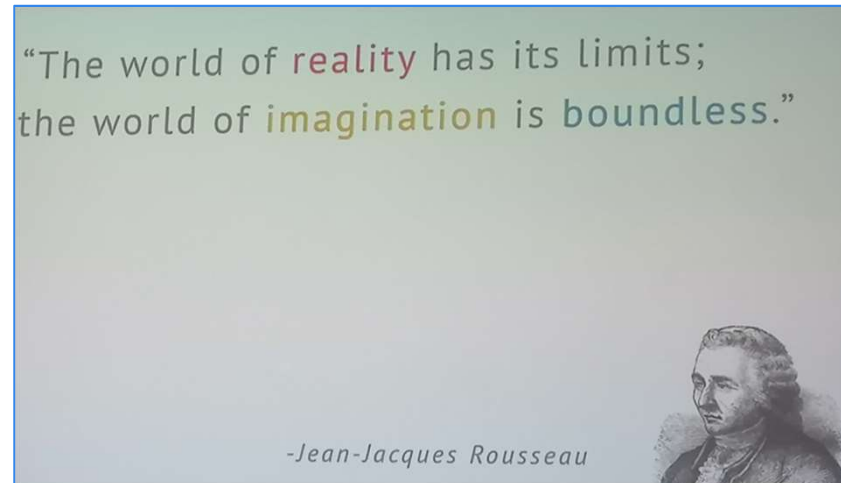 “The world of reality has its limits;
the world of imagination is boundless.”
-Jean-Jacques Rousseau